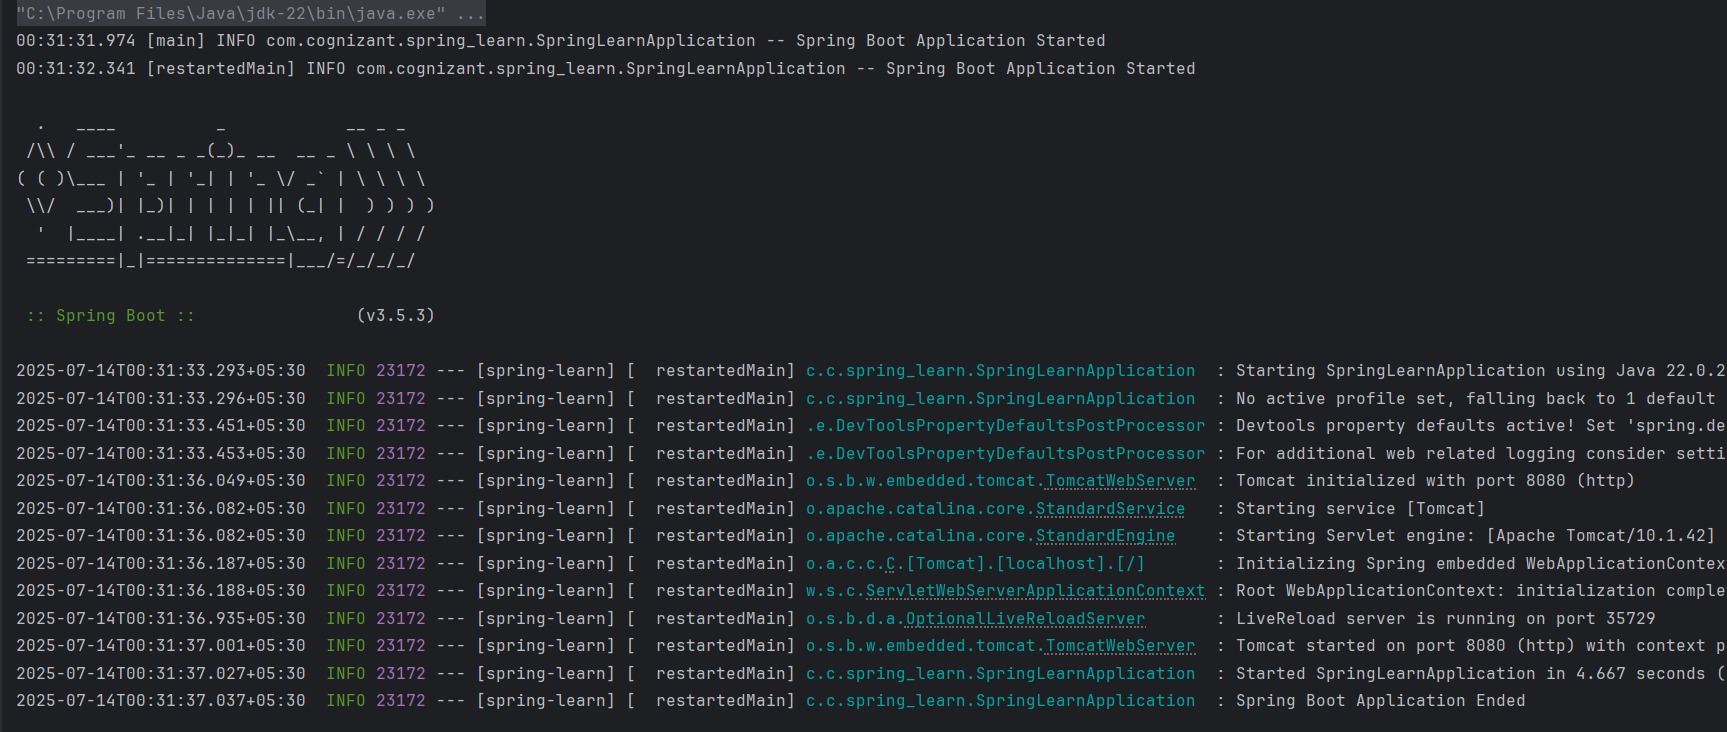 "C:\Program Files\Java\jdk-22\bin\java.exe" ...
00:31:31.974 [main] INFO com.cognizant.spring_learn.SpringLearnApplication -- Spring Boot Application Started
00:31:32.341 [restartedMain] INFO com.cognizant.spring_learn.SpringLearnApplication -- Spring Boot Application Started

  .   ____          _            __ _ _
 /\\ / ___'_ __ _ _(_)_ __  __ _ \ \ \ \
( ( )\___ | '_ | '_| | '_ \/ _` | \ \ \ \
 \\/  ___)| |_)| | | | | || (_| |  ) ) ) )
  '  |____| .__|_| |_|_| |_\__, | / / / /
 =========|_|==============|___/=/_/_/_/

 :: Spring Boot ::                (v3.5.3)

2025-07-14T00:31:33.293+05:30  INFO 23172 --- [spring-learn] [  restartedMain] c.c.spring_learn.SpringLearnApplication  : Starting SpringLearnApplication using Java 22.0.2
2025-07-14T00:31:33.296+05:30  INFO 23172 --- [spring-learn] [  restartedMain] c.c.spring_learn.SpringLearnApplication  : No active profile set, falling back to 1 default
2025-07-14T00:31:33.451+05:30  INFO 23172 --- [spring-learn] [  restartedMain] .e.DevToolsPropertyDefaultsPostProcessor : Devtools property defaults active! Set 'spring.de
2025-07-14T00:31:33.453+05:30  INFO 23172 --- [spring-learn] [  restartedMain] .e.DevToolsPropertyDefaultsPostProcessor : For additional web related logging consider setti
2025-07-14T00:31:36.049+05:30  INFO 23172 --- [spring-learn] [  restartedMain] o.s.b.w.embedded.tomcat.TomcatWebServer  : Tomcat initialized with port 8080 (http)
2025-07-14T00:31:36.082+05:30  INFO 23172 --- [spring-learn] [  restartedMain] o.apache.catalina.core.StandardService   : Starting service [Tomcat]
2025-07-14T00:31:36.082+05:30  INFO 23172 --- [spring-learn] [  restartedMain] o.apache.catalina.core.StandardEngine    : Starting Servlet engine: [Apache Tomcat/10.1.42]
2025-07-14T00:31:36.187+05:30  INFO 23172 --- [spring-learn] [  restartedMain] o.a.c.c.C.[Tomcat].[localhost].[/]       : Initializing Spring embedded WebApplicationContex
2025-07-14T00:31:36.188+05:30  INFO 23172 --- [spring-learn] [  restartedMain] w.s.c.ServletWebServerApplicationContext : Root WebApplicationContext: initialization comple
2025-07-14T00:31:36.935+05:30  INFO 23172 --- [spring-learn] [  restartedMain] o.s.b.d.a.OptionalLiveReloadServer       : LiveReload server is running on port 35729
2025-07-14T00:31:37.001+05:30  INFO 23172 --- [spring-learn] [  restartedMain] o.s.b.w.embedded.tomcat.TomcatWebServer  : Tomcat started on port 8080 (http) with context p
2025-07-14T00:31:37.027+05:30  INFO 23172 --- [spring-learn] [  restartedMain] c.c.spring_learn.SpringLearnApplication  : Started SpringLearnApplication in 4.667 seconds (
2025-07-14T00:31:37.037+05:30  INFO 23172 --- [spring-learn] [  restartedMain] c.c.spring_learn.SpringLearnApplication  : Spring Boot Application Ended